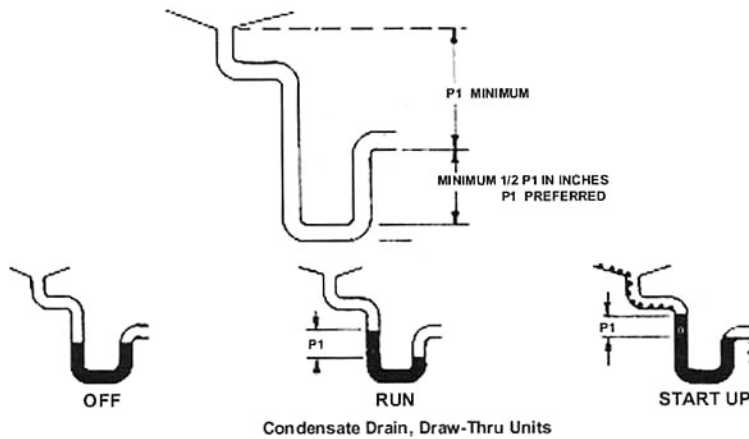 P1 MINIMUM
MINIMUM 1/2 P1 IN INCHES
P1 PREFERRED
P1
P1
OFF
RUN
START UP
Condensate Drain, Draw-Thru Units